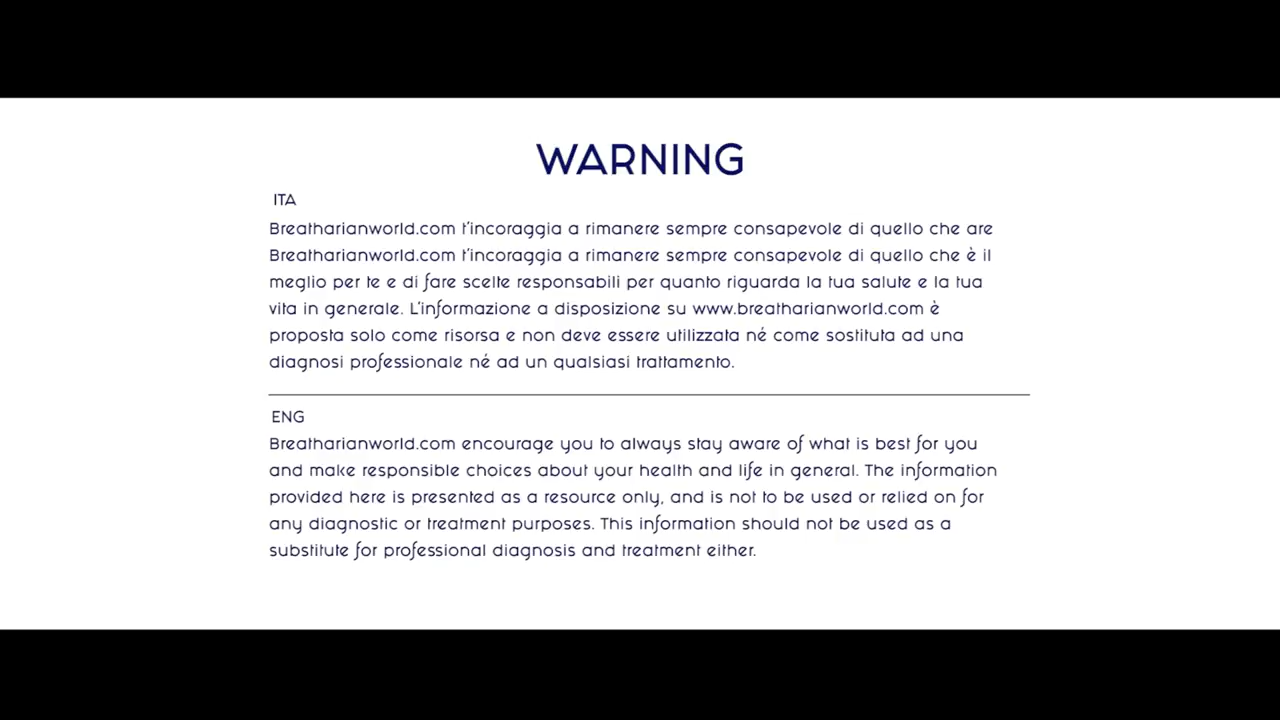 WARNING
ITA
Breatharianworld.com t'incoraggia a rimanere sempre consapevole di quello che are
Breatharianworld.com t'incoraggia a rimanere sempre consapevole di quello che è il
meglio per te e di fare scelte responsabili per quanto riguarda la tua salute e la tua
vita in generale. L'informazione a disposizione su www.breatharianworld.com è
proposta solo come risorsa e non deve essere utilizzata né come sostituta ad una
diagnosi professionale né ad un qualsiasi trattamento.
ENG
Breatharianworld.com encourage you to always stay aware of what is best for you
and make responsible choices about your health and life in general. The information
provided here is presented as a resource only, and is not to be used or relied on for
any diagnostic or treatment purposes. This information should not be used as a
substitute for professional diagnosis and treatment either.